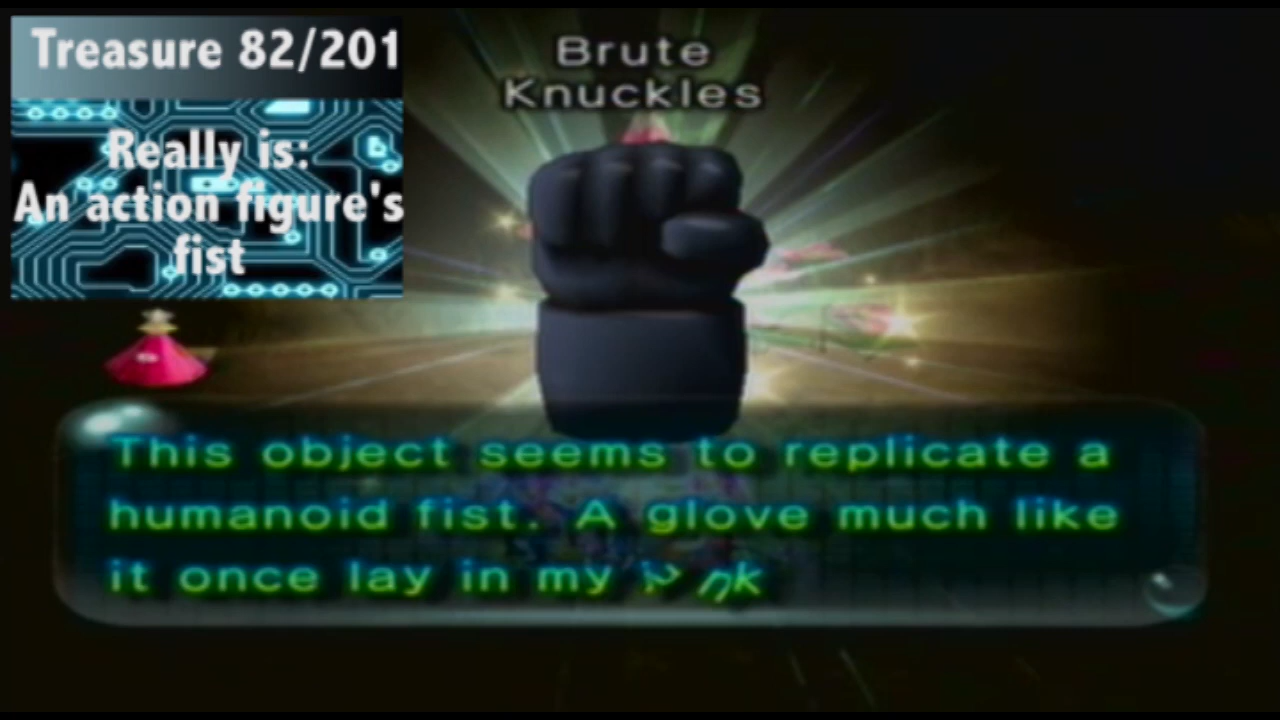 Treasure 82/201
Really is:
An action figure's
fist
Brute
Knuckles
This object seems to replicate a
humanoid fist. A glove much like
it once lay in my